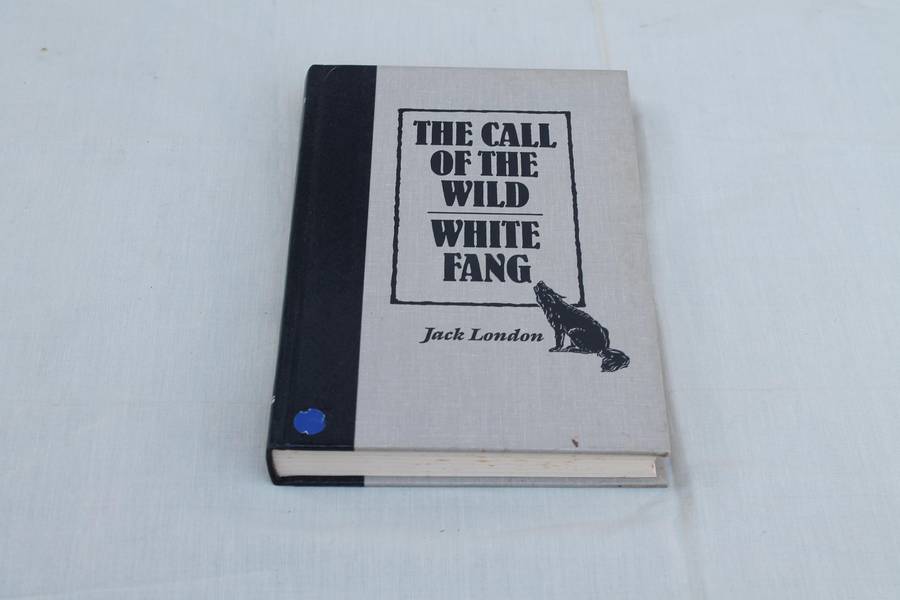 THE CALL
OF THE
WILD
WHITE
FANG
Jack London